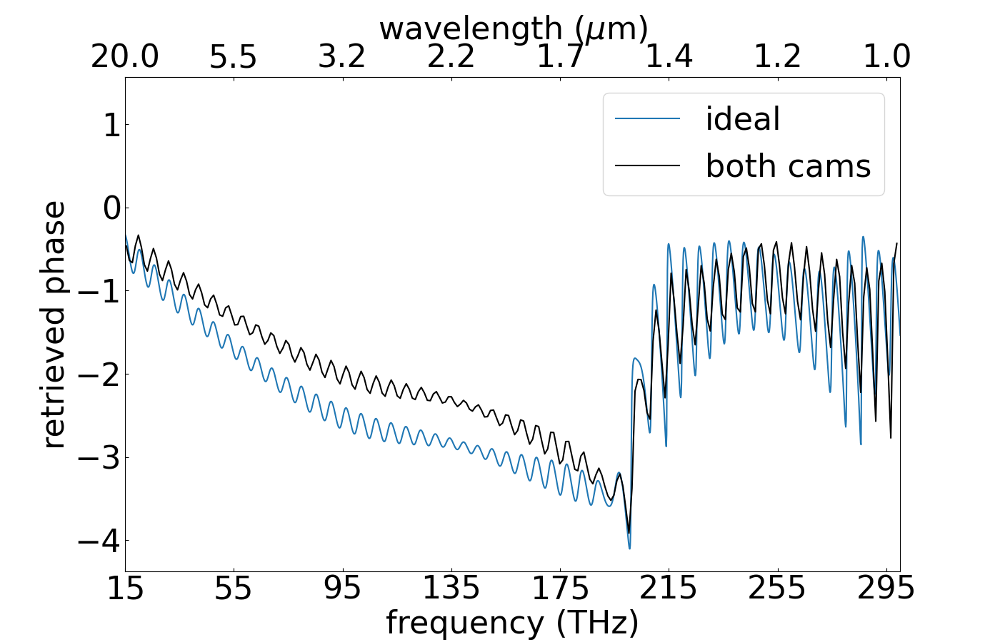 wavelength (μm)
20.0 5.5 3.2 2.2 1.7 1.4 1.2 1.0
ideal
both cams
1
0
−1
−2
−3
−4
retrieved phase
15 55 95 135 175 215 255 295
frequency (THz)